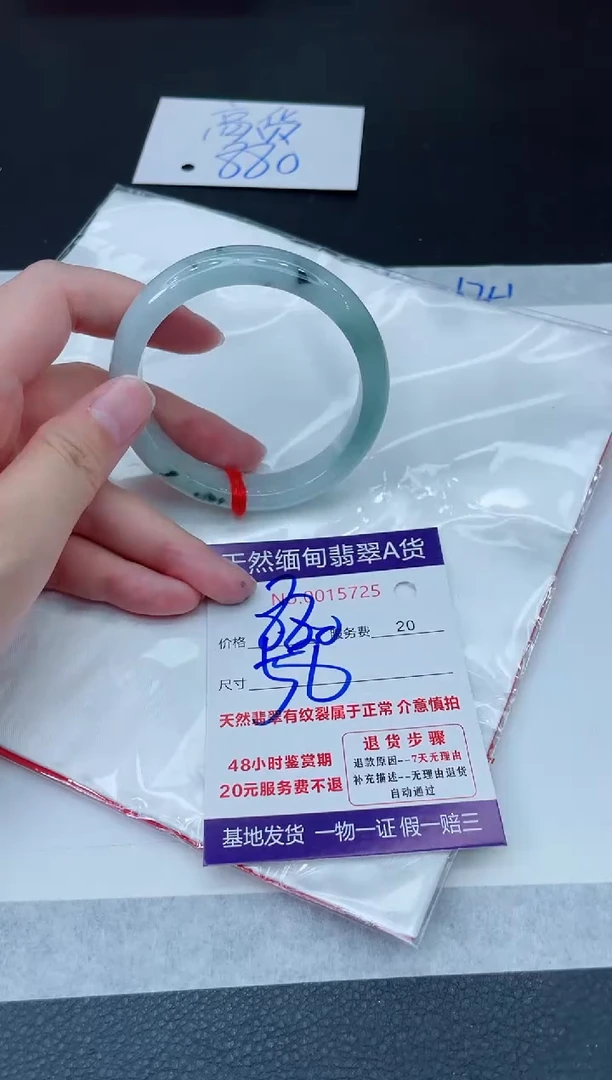 高货
880
天然缅甸翡翠A货
No.0015725
价格 880 服务费 20
尺寸 56
天然翡翠有纹裂属于正常 介意慎拍
48小时鉴赏期
20元服务费不退
退货步骤
退款原因--7天无理由
补充描述--无理由退货
自动通过
基地发货 一物一证 假一赔三